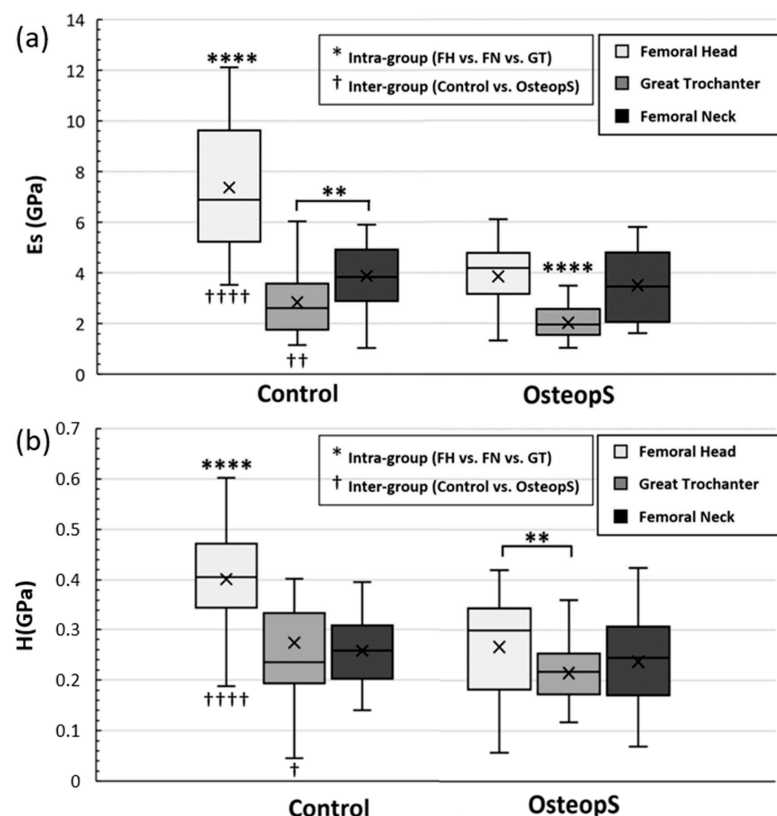 (a)
14
12
10
8
6
4
2
0
Es (GPa)
* Intra-group (FH vs. FN vs. GT)
† Inter-group (Control vs. OsteopS)
Femoral Head
Great Trochanter
Femoral Neck
****
**
****
††††
††
Control
OsteopS
(b)
0.7
0.6
0.5
0.4
0.3
0.2
0.1
0
H(GPa)
* Intra-group (FH vs. FN vs. GT)
† Inter-group (Control vs. OsteopS)
Femoral Head
Great Trochanter
Femoral Neck
****
**
††††
†
Control
OsteopS